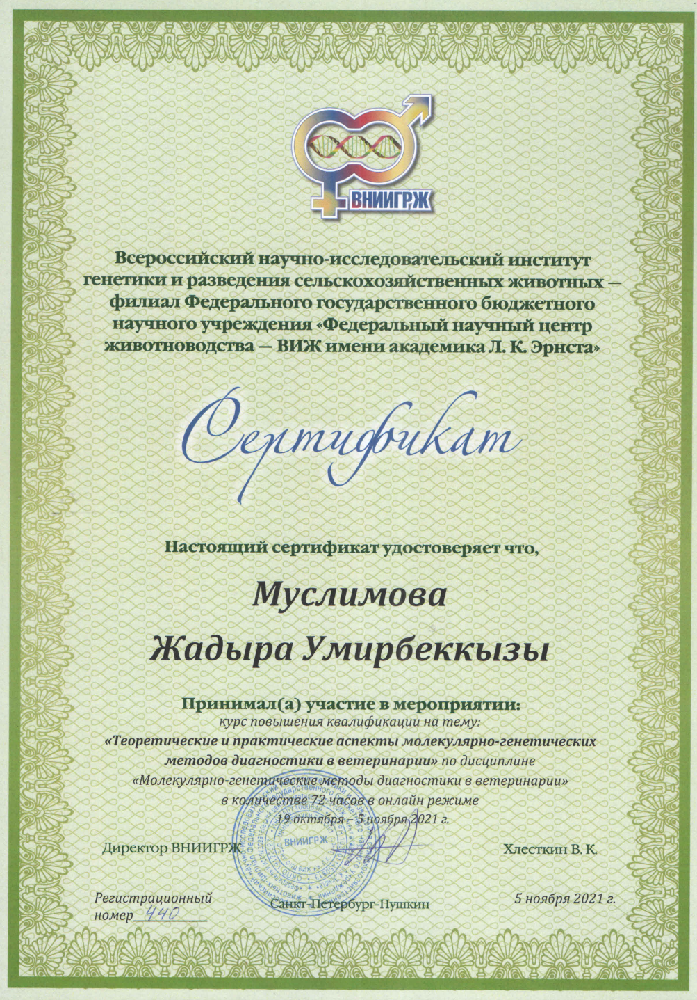 ВНИИГРЖ
Всероссийский научно-исследовательский институт
генетики и разведения сельскохозяйственных животных —
филиал Федерального государственного бюджетного
научного учреждения «Федеральный научный центр
животноводства — ВИЖ имени академика Л. К. Эрнста»
Сертификат
Настоящий сертификат удостоверяет что,
Муслимова
Жадыра Умирбеккызы
Принимал(а) участие в мероприятии:
курс повышения квалификации на тему:
«Теоретические и практические аспекты молекулярно-генетических
методов диагностики в ветеринарии» по дисциплине
«Молекулярно-генетические методы диагностики в ветеринарии»
в количестве 72 часов в онлайн режиме
19 октября – 5 ноября 2021 г.
ВНИИГРЖ
Директор ВНИИГРЖ
Хлесткин В. К.
Регистрационный
номер 440
Санкт-Петербург-Пушкин
5 ноября 2021 г.